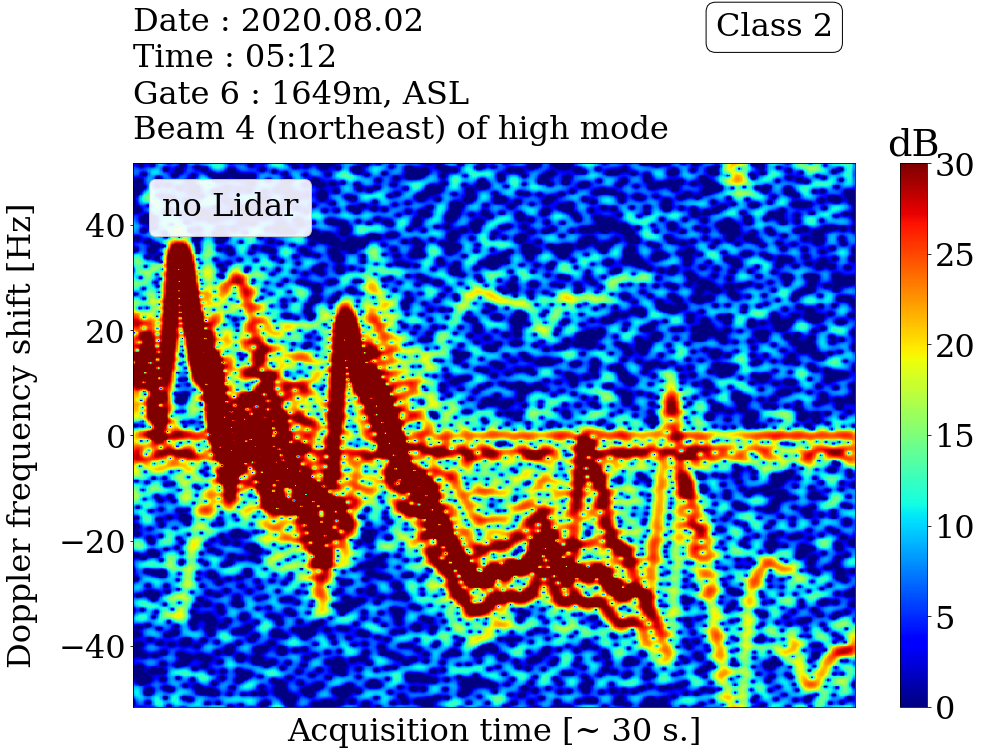 Date : 2020.08.02
Time : 05:12
Gate 6 : 1649m, ASL
Beam 4 (northeast) of high mode
Class 2
dB
no Lidar
Doppler frequency shift [Hz]
40
20
0
−20
−40
30
25
20
15
10
5
0
Acquisition time [~ 30 s.]